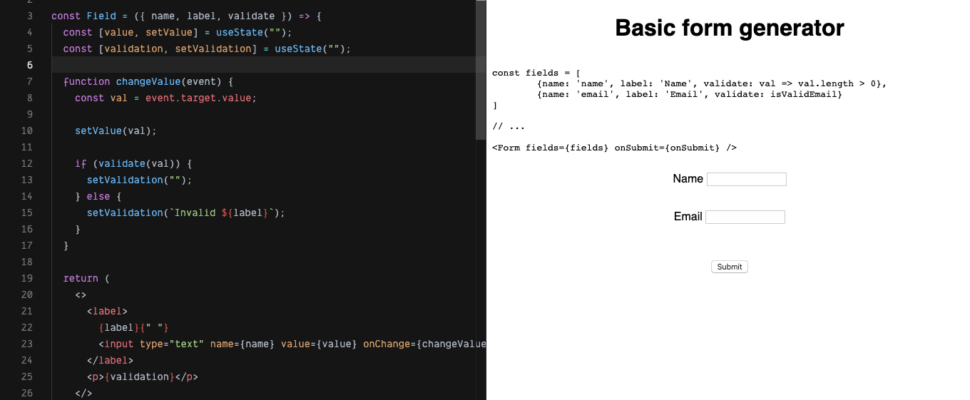 2
3 const Field = ({ name, label, validate }) => {
4 const [value, setValue] = useState("");
5 const [validation, setValidation] = useState("");
6
7 function changeValue(event) {
8 const val = event.target.value;
9
10 setValue(val);
11
12 if (validate(val)) {
13 setValidation("");
14 } else {
15 setValidation(`Invalid ${label}`);
16 }
17 }
18
19 return (
20 <>
21 <label>
22 {label}{" "}
23 <input type="text" name={name} value={value} onChange={changeValue
24 </label>
25 <p>{validation}</p>
26 </>
Basic form generator
const fields = [
{name: 'name', label: 'Name', validate: val => val.length > 0},
{name: 'email', label: 'Email', validate: isValidEmail}
]
// ...
<Form fields={fields} onSubmit={onSubmit} />
Name
Email
Submit